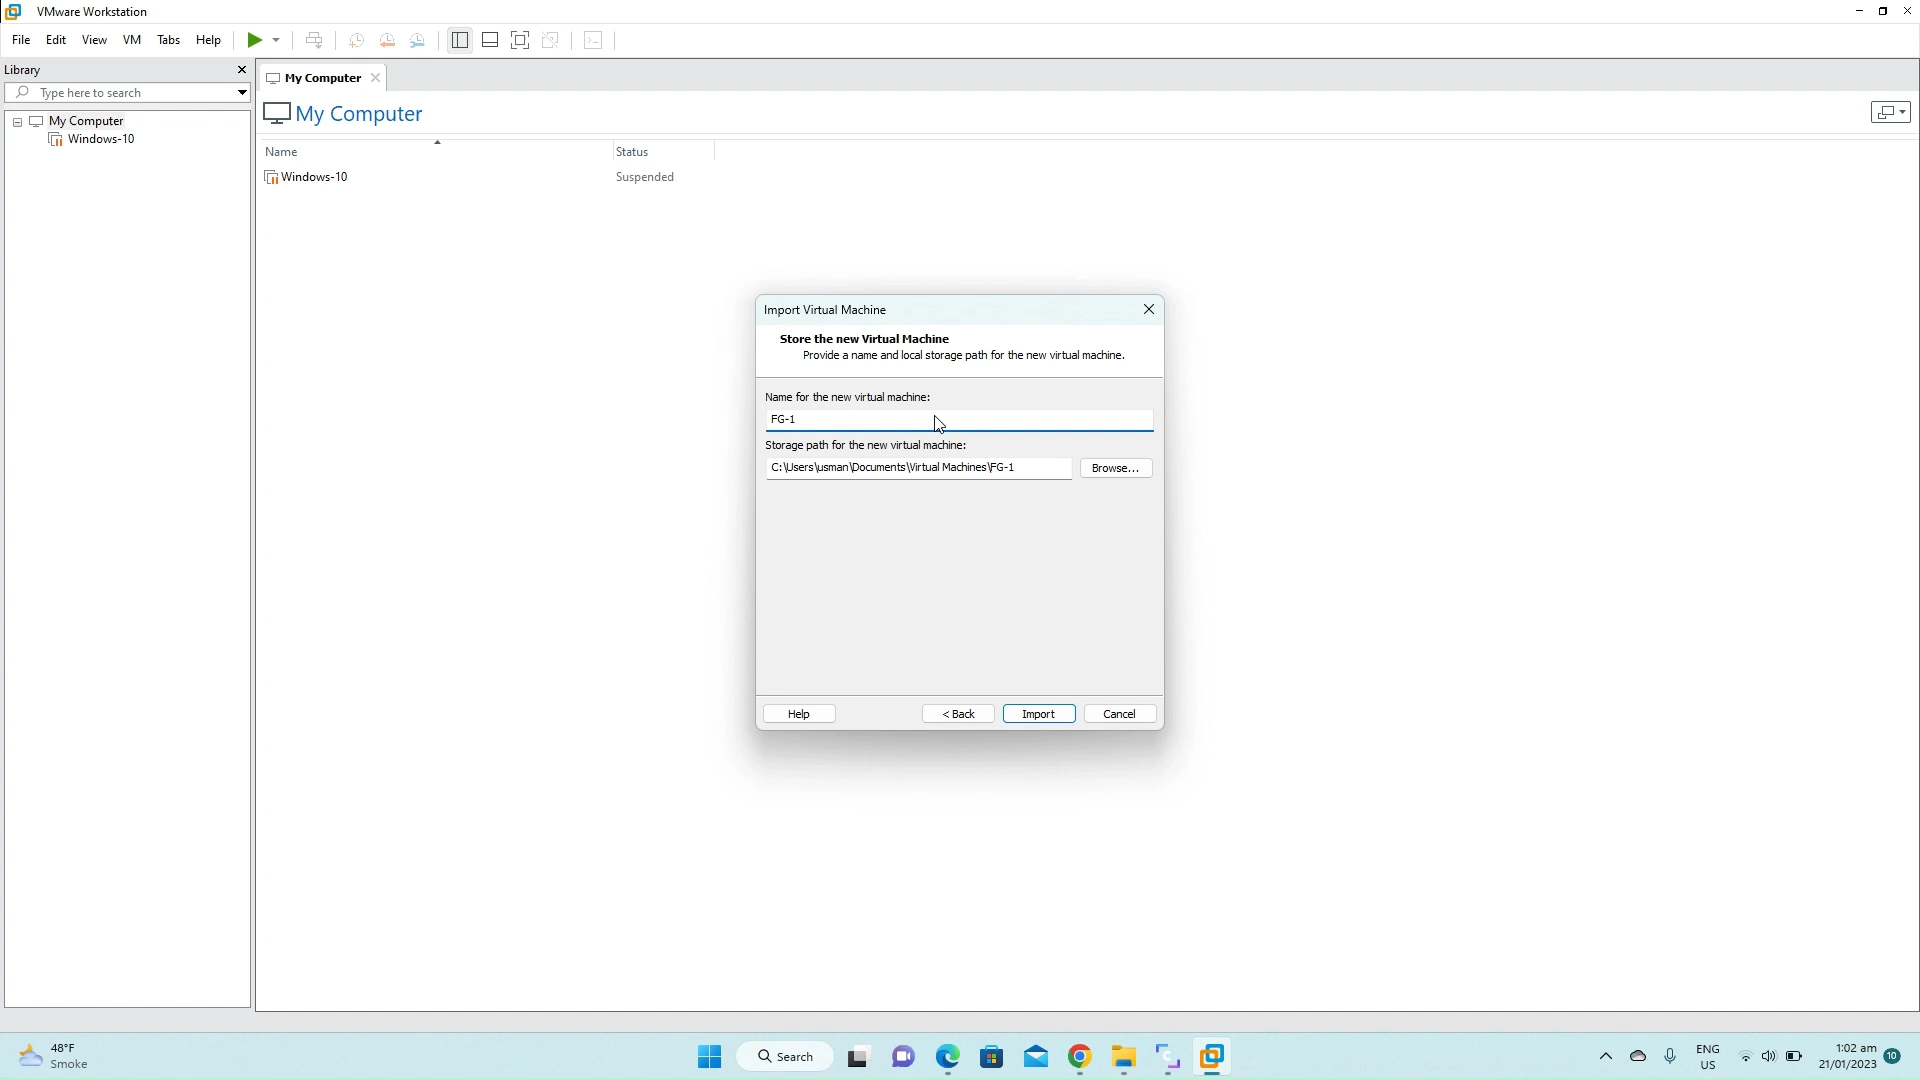 VMware Workstation
File Edit View VM Tabs Help
Library
Type here to search
My Computer
Windows-10
My Computer
My Computer
Name Status
Windows-10 Suspended
Import Virtual Machine
Store the new Virtual Machine
Provide a name and local storage path for the new virtual machine.
Name for the new virtual machine:
FG-1
Storage path for the new virtual machine:
C:\Users\usman\Documents\Virtual Machines\FG-1 Browse...
Help < Back Import Cancel
48°F
Smoke
Search
ENG
US
1:02 am
21/01/2023
10